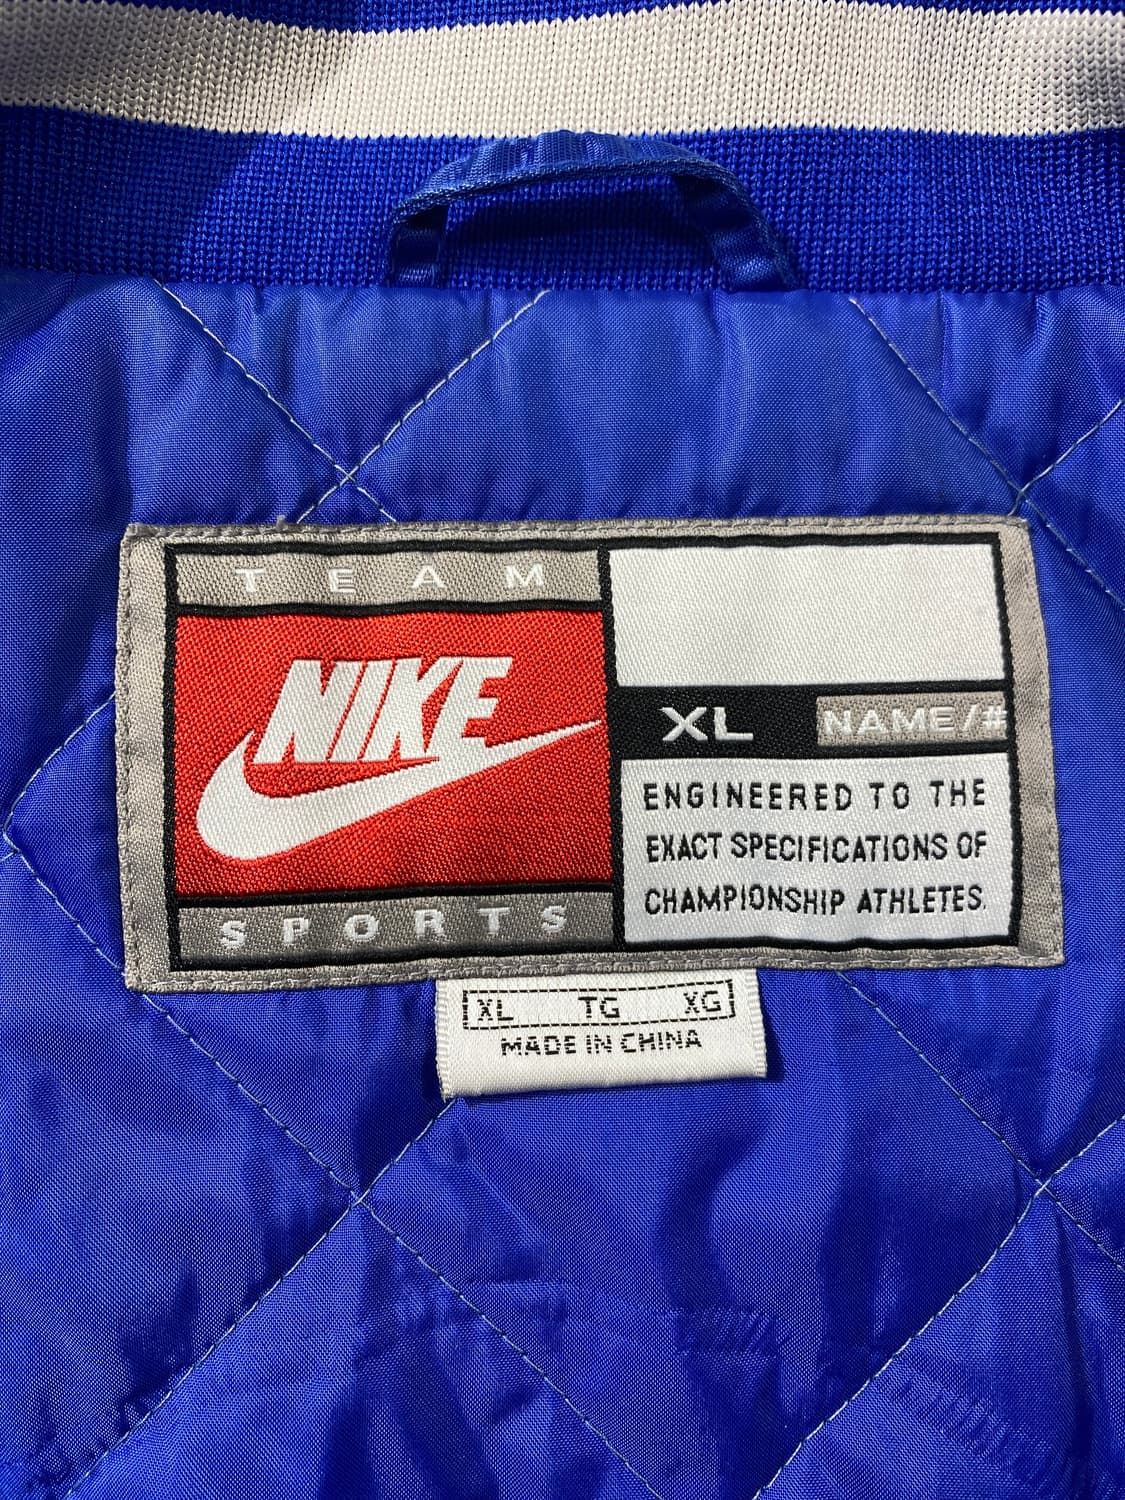 TEAM
NIKE
SPORTS
XL NAME/#
ENGINEERED TO THE
EXACT SPECIFICATIONS OF
CHAMPIONSHIP ATHLETES.
XL TG XG
MADE IN CHINA